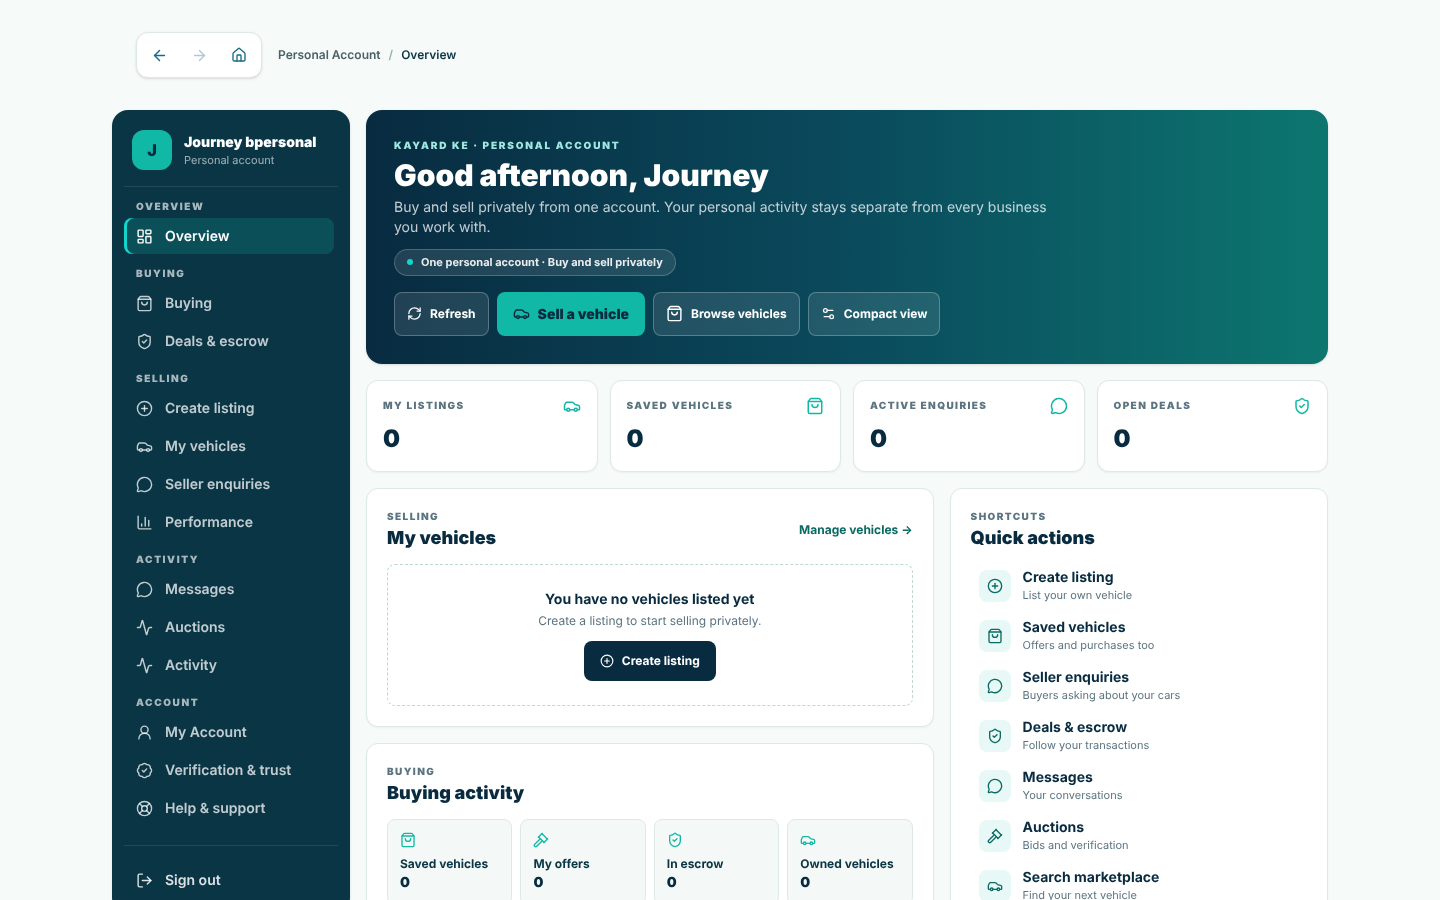 Personal Account / Overview
J
Journey bpersonal
Personal account
OVERVIEW
Overview
BUYING
Buying
Deals & escrow
SELLING
Create listing
My vehicles
Seller enquiries
Performance
ACTIVITY
Messages
Auctions
Activity
ACCOUNT
My Account
Verification & trust
Help & support
Sign out
KAYARD KE · PERSONAL ACCOUNT
Good afternoon, Journey
Buy and sell privately from one account. Your personal activity stays separate from every business
you work with.
One personal account · Buy and sell privately
Refresh
Sell a vehicle
Browse vehicles
Compact view
MY LISTINGS
0
SAVED VEHICLES
0
ACTIVE ENQUIRIES
0
OPEN DEALS
0
SELLING
My vehicles
Manage vehicles →
You have no vehicles listed yet
Create a listing to start selling privately.
Create listing
BUYING
Buying activity
Saved vehicles
0
My offers
0
In escrow
0
Owned vehicles
0
SHORTCUTS
Quick actions
Create listing
List your own vehicle
Saved vehicles
Offers and purchases too
Seller enquiries
Buyers asking about your cars
Deals & escrow
Follow your transactions
Messages
Your conversations
Auctions
Bids and verification
Search marketplace
Find your next vehicle